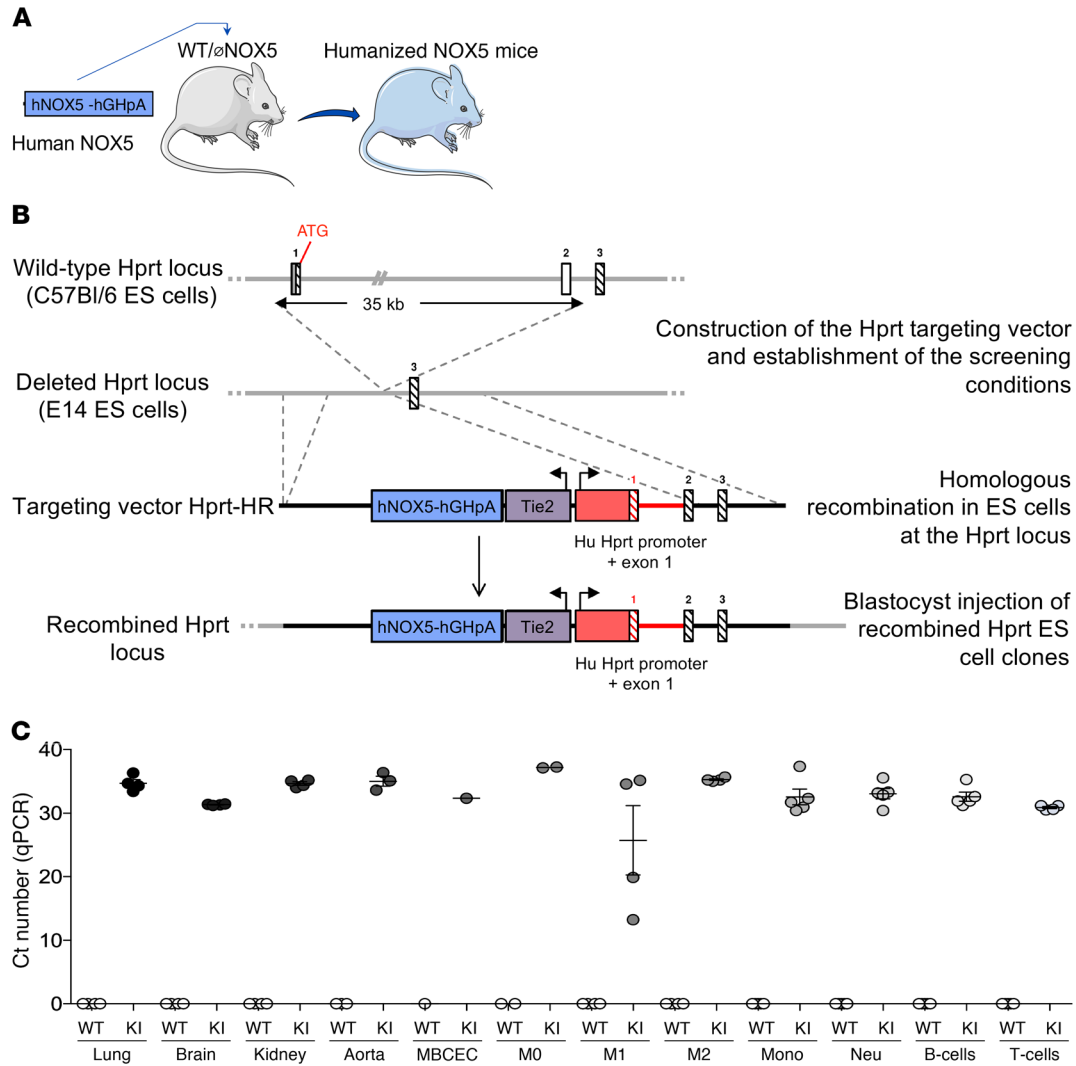 A
WT/øNOX5
Humanized NOX5 mice
hNOX5 -hGHpA
Human NOX5
B
ATG
1
2
3
Wild-type Hprt locus
(C57Bl/6 ES cells)
35 kb
Construction of the Hprt targeting vector
and establishment of the screening
conditions
3
Deleted Hprt locus
(E14 ES cells)
1
2
3
Targeting vector Hprt-HR
hNOX5-hGHpA
Tie2
Hu Hprt promoter
+ exon 1
Homologous
recombination in ES cells
at the Hprt locus
1
2
3
Recombined Hprt
locus
hNOX5-hGHpA
Tie2
Hu Hprt promoter
+ exon 1
Blastocyst injection of
recombined Hprt ES
cell clones
C
Ct number (qPCR)
40
30
20
10
0
WT KI WT KI WT KI WT KI WT KI WT KI WT KI WT KI WT KI WT KI WT KI WT KI
Lung Brain Kidney Aorta MBCEC M0 M1 M2 Mono Neu B-cells T-cells